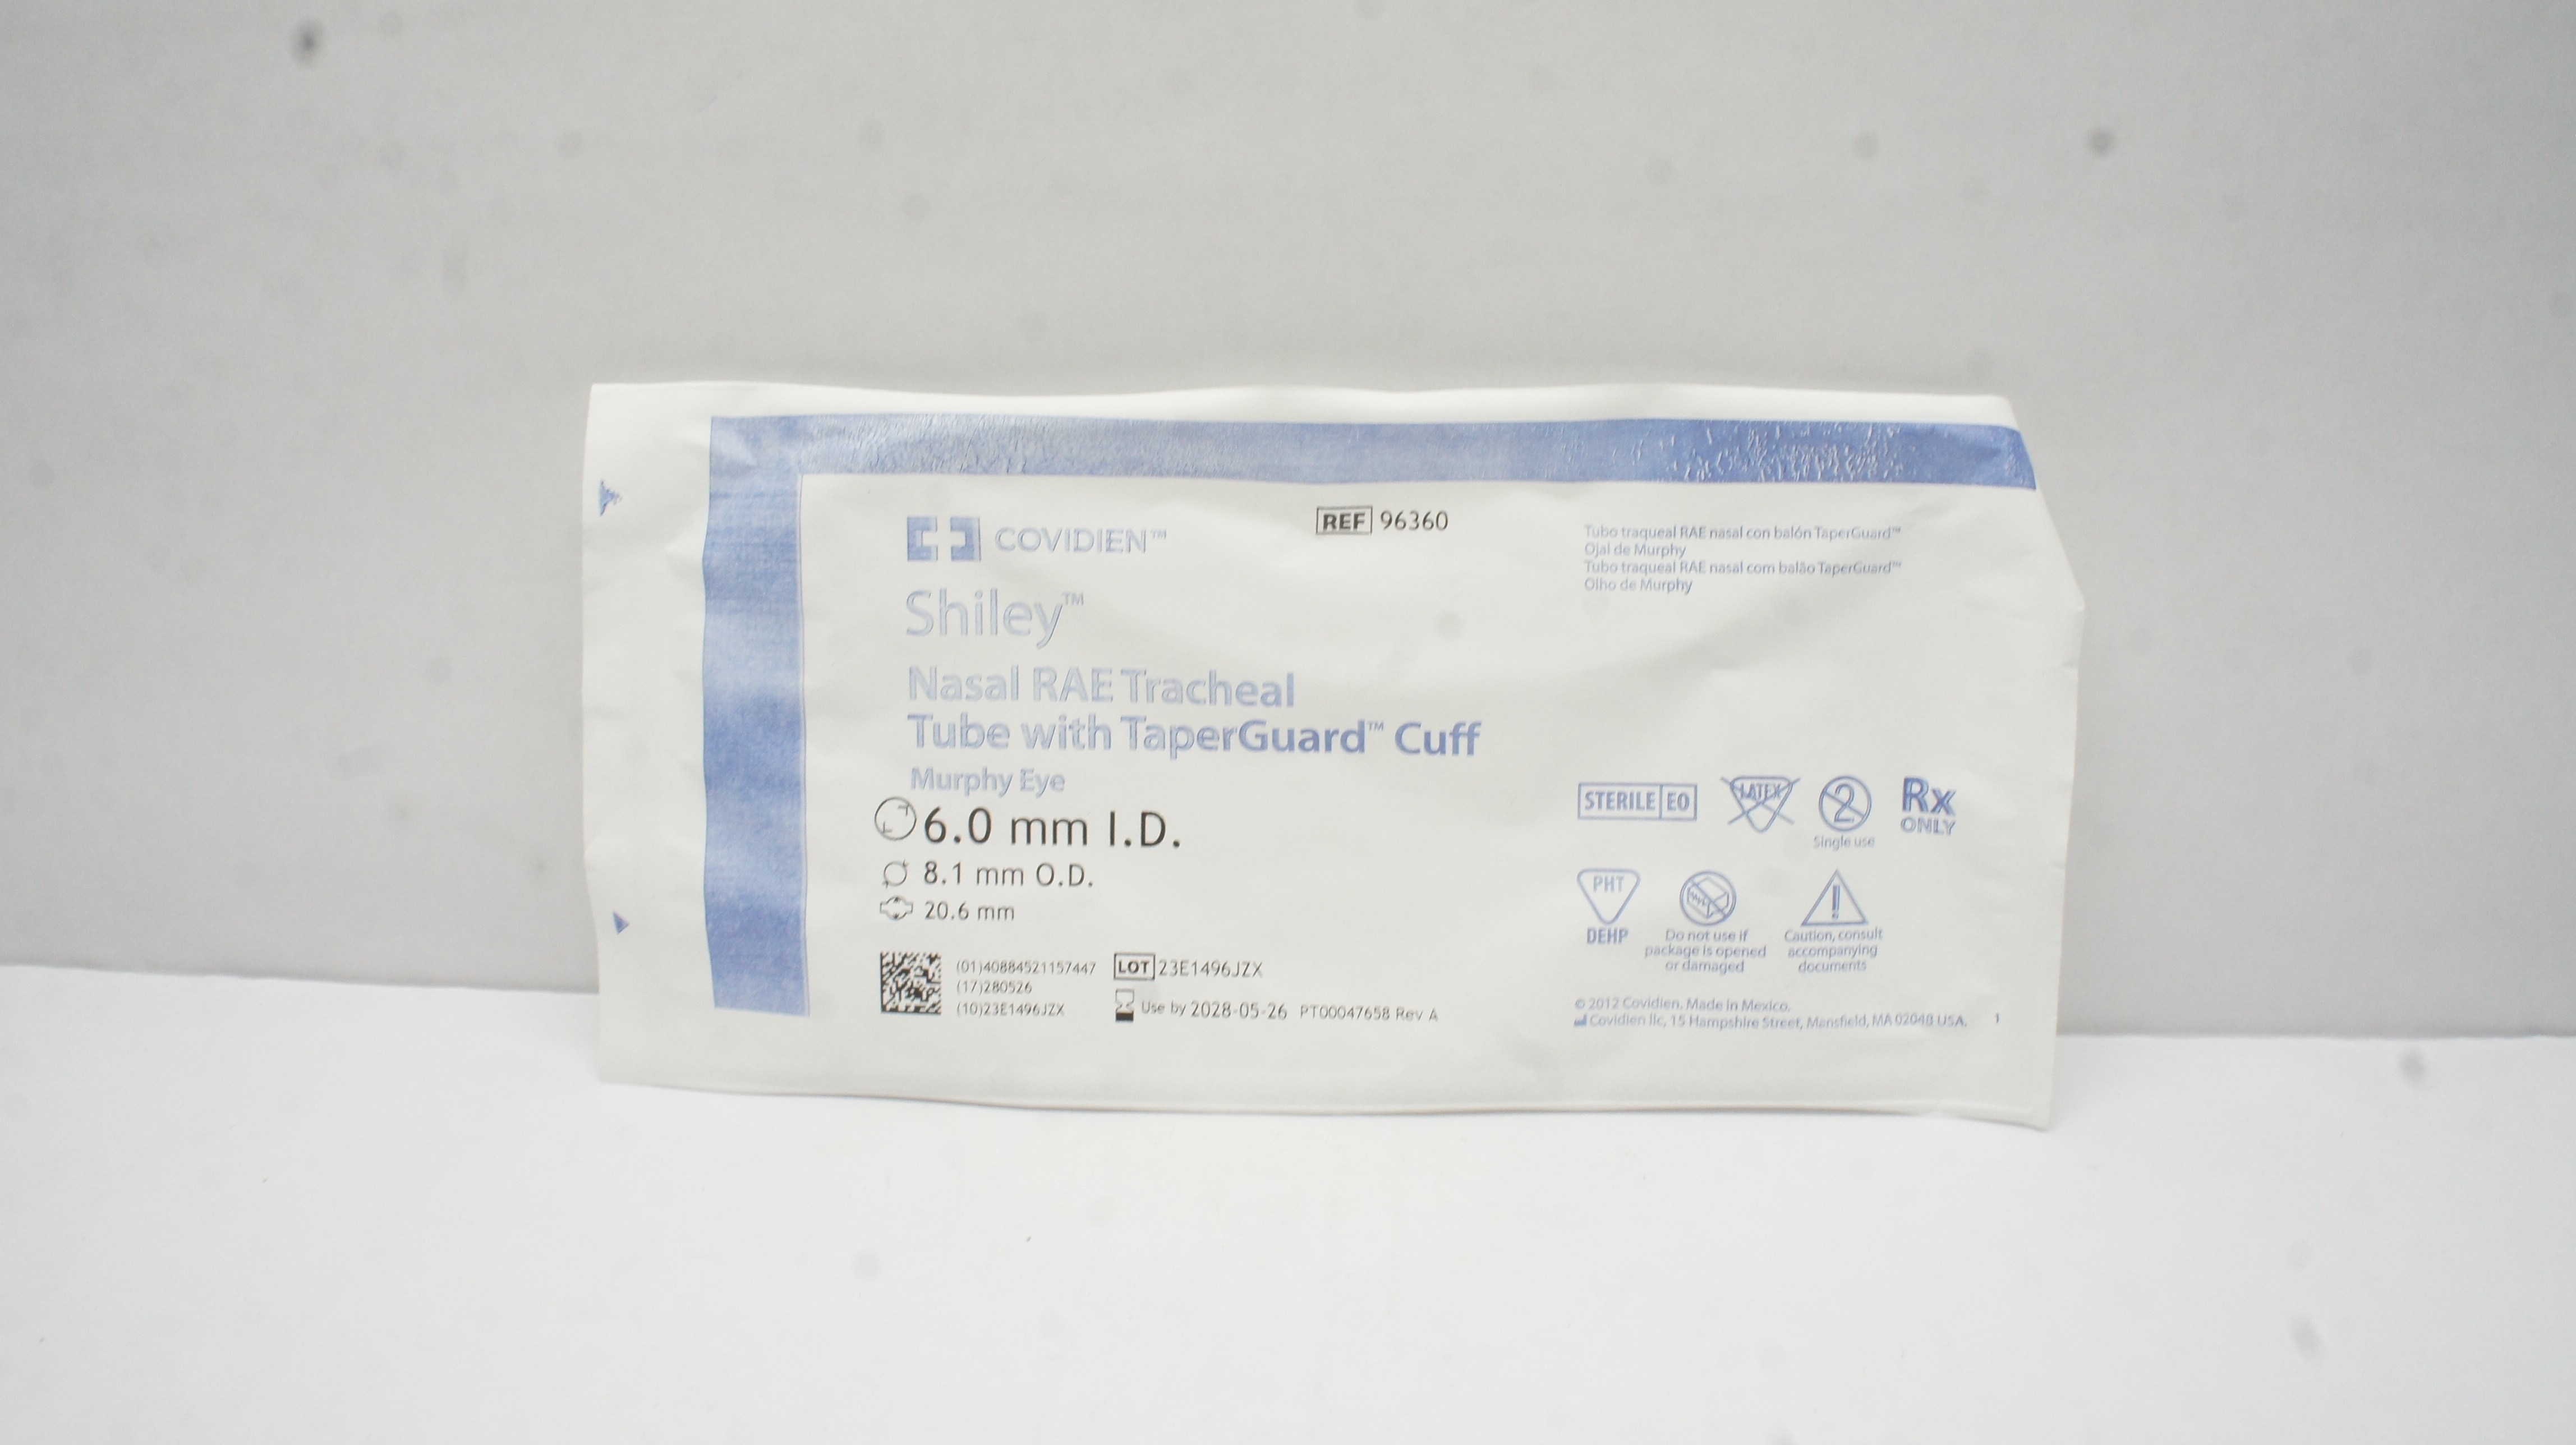 COVIDIEN™
REF 96360
Tubo traqueal RAE nasal con balón TaperGuard™
Ojal de Murphy
Tubo traqueal RAE nasal com balão TaperGuard™
Olho de Murphy
Shiley™
Nasal RAE Tracheal
Tube with TaperGuard™ Cuff
Murphy Eye
6.0 mm I.D.
8.1 mm O.D.
20.6 mm
STERILE EO
LATEX
2
Single use
Rx
ONLY
PHT
DEHP
Do not use if
package is opened
or damaged
!
Caution, consult
accompanying
documents
(01)40884521157447
(17)280526
(10)23E1496JZX
LOT 23E1496JZX
Use by 2028-05-26 PT00047658 Rev A
© 2012 Covidien. Made in Mexico.
Covidien llc, 15 Hampshire Street, Mansfield, MA 02048 USA. 1